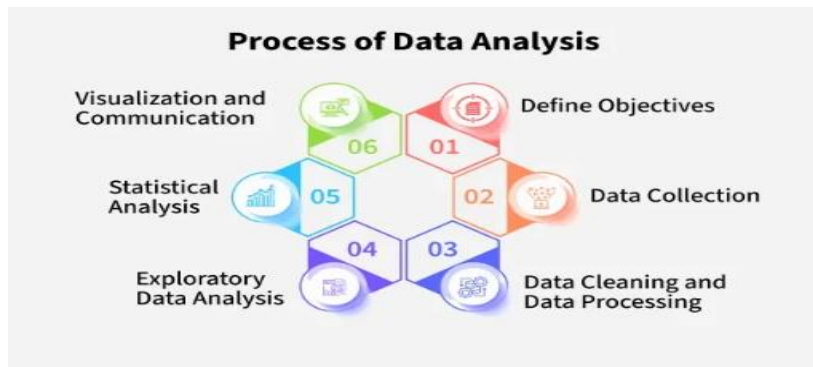 Process of Data Analysis
01
Define Objectives
02
Data Collection
03
Data Cleaning and
Data Processing
04
Exploratory
Data Analysis
05
Statistical
Analysis
06
Visualization and
Communication